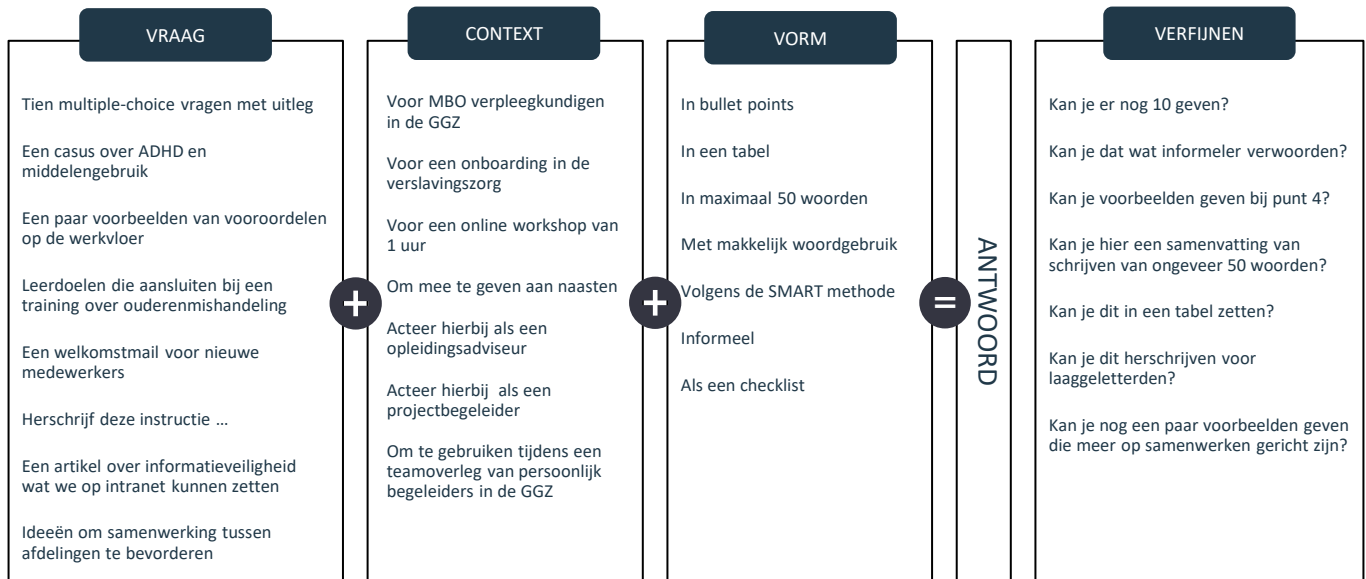 VRAAG
Tien multiple-choice vragen met uitleg
Een casus over ADHD en
middelengebruik
Een paar voorbeelden van vooroordelen
op de werkvloer
Leerdoelen die aansluiten bij een
training over ouderenmishandeling
Een welkomstmail voor nieuwe
medewerkers
Herschrijf deze instructie ...
Een artikel over informatieveiligheid
wat we op intranet kunnen zetten
Ideeën om samenwerking tussen
afdelingen te bevorderen
+
CONTEXT
Voor MBO verpleegkundigen
in de GGZ
Voor een onboarding in de
verslavingszorg
Voor een online workshop van
1 uur
Om mee te geven aan naasten
Acteer hierbij als een
opleidingsadviseur
Acteer hierbij als een
projectbegeleider
Om te gebruiken tijdens een
teamoverleg van persoonlijk
begeleiders in de GGZ
+
VORM
In bullet points
In een tabel
In maximaal 50 woorden
Met makkelijk woordgebruik
Volgens de SMART methode
Informeel
Als een checklist
=
ANTWOORD
VERFIJNEN
Kan je er nog 10 geven?
Kan je dat wat informeler verwoorden?
Kan je voorbeelden geven bij punt 4?
Kan je hier een samenvatting van
schrijven van ongeveer 50 woorden?
Kan je dit in een tabel zetten?
Kan je dit herschrijven voor
laaggeletterden?
Kan je nog een paar voorbeelden geven
die meer op samenwerken gericht zijn?